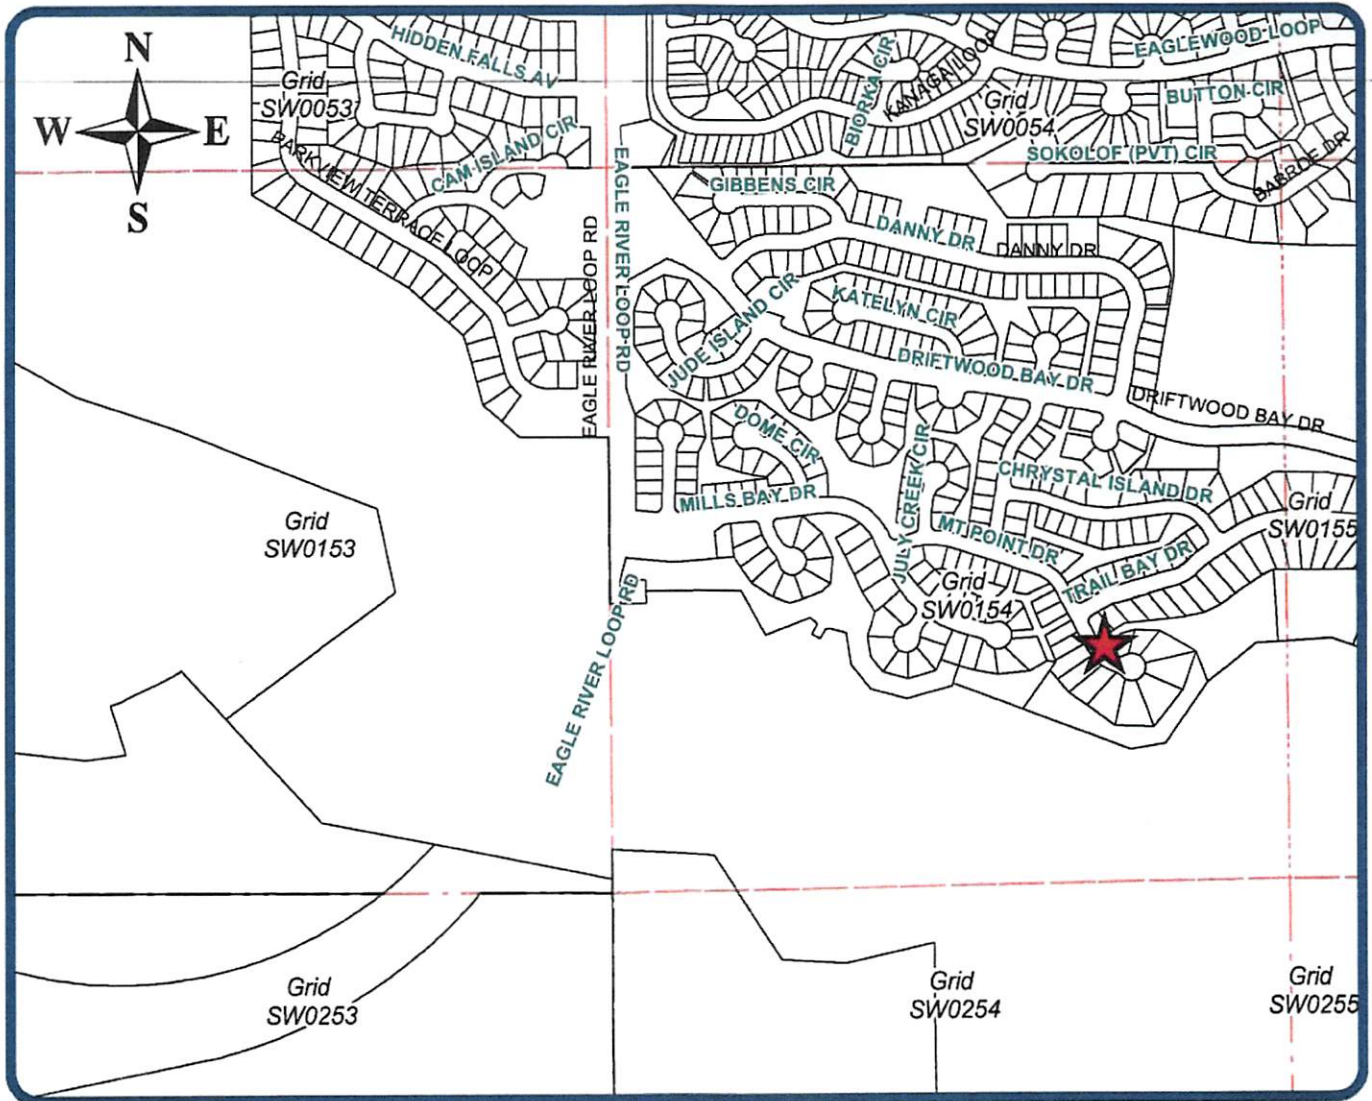 N
W
E
S
HIDDEN FALLS AV
Grid
SW0053
CAM ISLAND CIR
PARKVIEW TERRACE LOOP
EAGLE RIVER LOOP RD
EAGLE RIVER LOOP RD
BIORKA CIR
KANAGA LOOP
EAGLEWOOD LOOP
BUTTON CIR
Grid
SW0054
SOKOLOF (PVT) CIR
GIBBENS CIR
DANNY DR
DANNY DR
JUDE ISLAND CIR
KATELYN CIR
DRIFTWOOD BAY DR
DRIFTWOOD BAY DR
DOME CIR
MILLS BAY DR
JULY CREEK CIR
CHRYSTAL ISLAND DR
MT POINT DR
TRAIL BAY DR
Grid
SW0155
Grid
SW0153
Grid
SW0154
EAGLE RIVER LOOP RD
Grid
SW0253
Grid
SW0254
Grid
SW0255